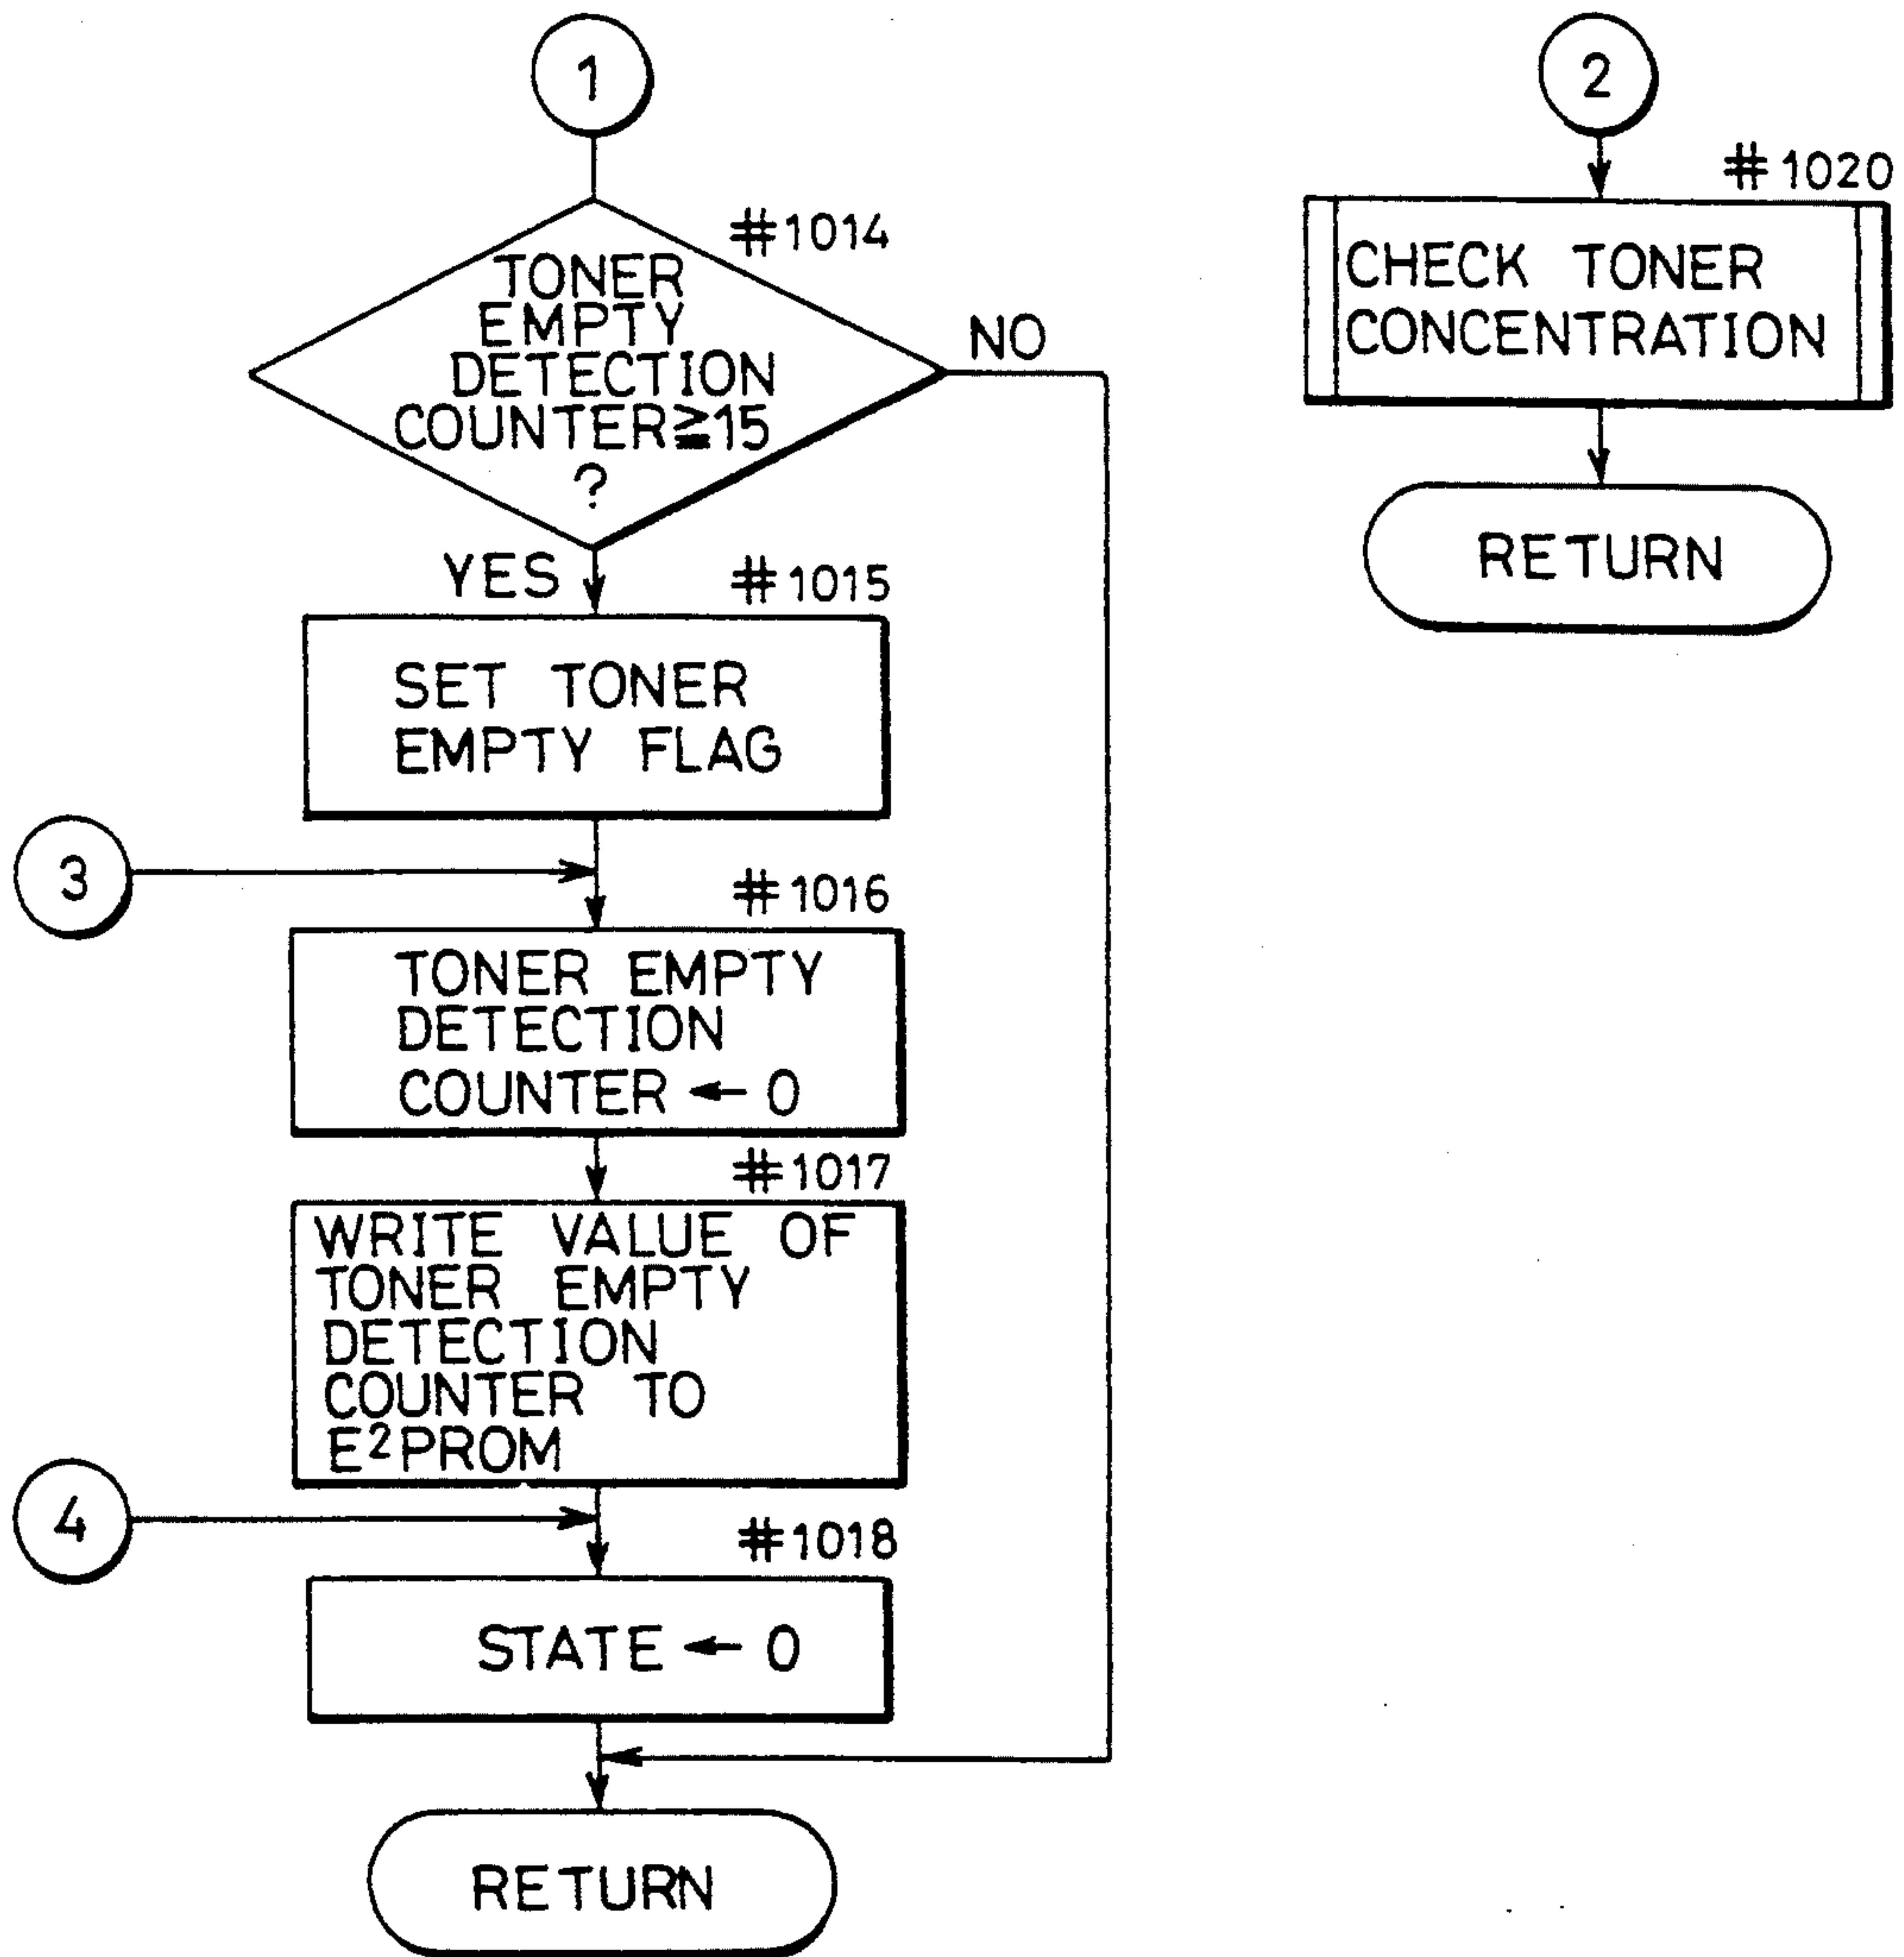 1
#1014
TONER
EMPTY
DETECTION
COUNTER≧15
?
NO
YES
#1015
SET TONER
EMPTY FLAG
3
#1016
TONER EMPTY
DETECTION
COUNTER ← 0
#1017
WRITE VALUE OF
TONER EMPTY
DETECTION
COUNTER TO
E²PROM
4
#1018
STATE ← 0
RETURN
2
#1020
CHECK TONER
CONCENTRATION
RETURN